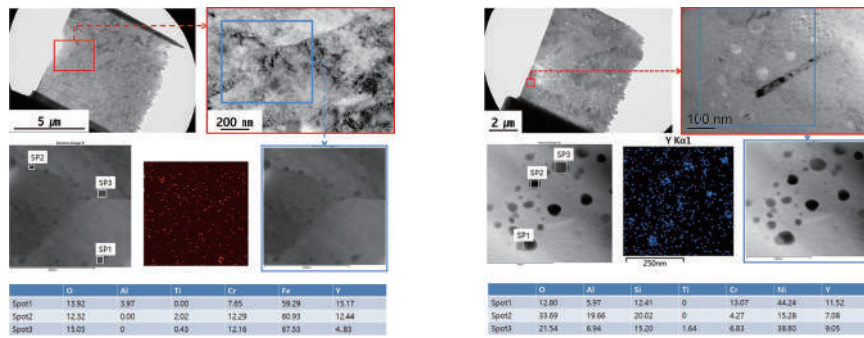 5 μm
200 nm
SP2
SP3
SP1
O Al Ti Cr Fe Y
Spot1 13.92 3.97 0.00 7.65 59.29 15.17
Spot2 12.32 0.00 2.02 12.29 60.93 12.44
Spot3 15.05 0 0.43 12.16 67.53 4.83
2 μm
100 nm
Y Kα1
SP3
SP2
SP1
250nm
O Al Si Ti Cr Ni Y
Spot1 12.80 5.97 12.41 0 13.07 44.24 11.52
Spot2 33.69 19.66 20.02 0 4.27 15.28 7.08
Spot3 21.54 6.94 15.20 1.64 6.83 38.80 9.05